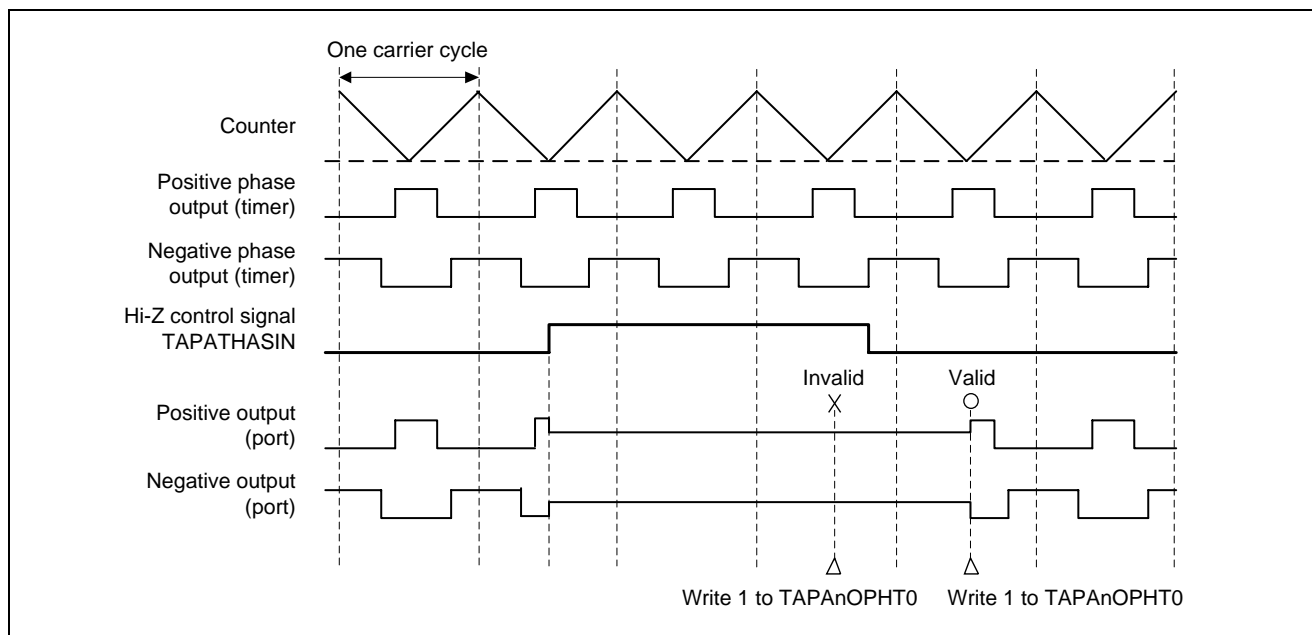 One carrier cycle
Counter
Positive phase
output (timer)
Negative phase
output (timer)
Hi-Z control signal
TAPATHASIN
Invalid Valid
Positive output
(port)
Negative output
(port)
Write 1 to TAPAnOPHT0 Write 1 to TAPAnOPHT0